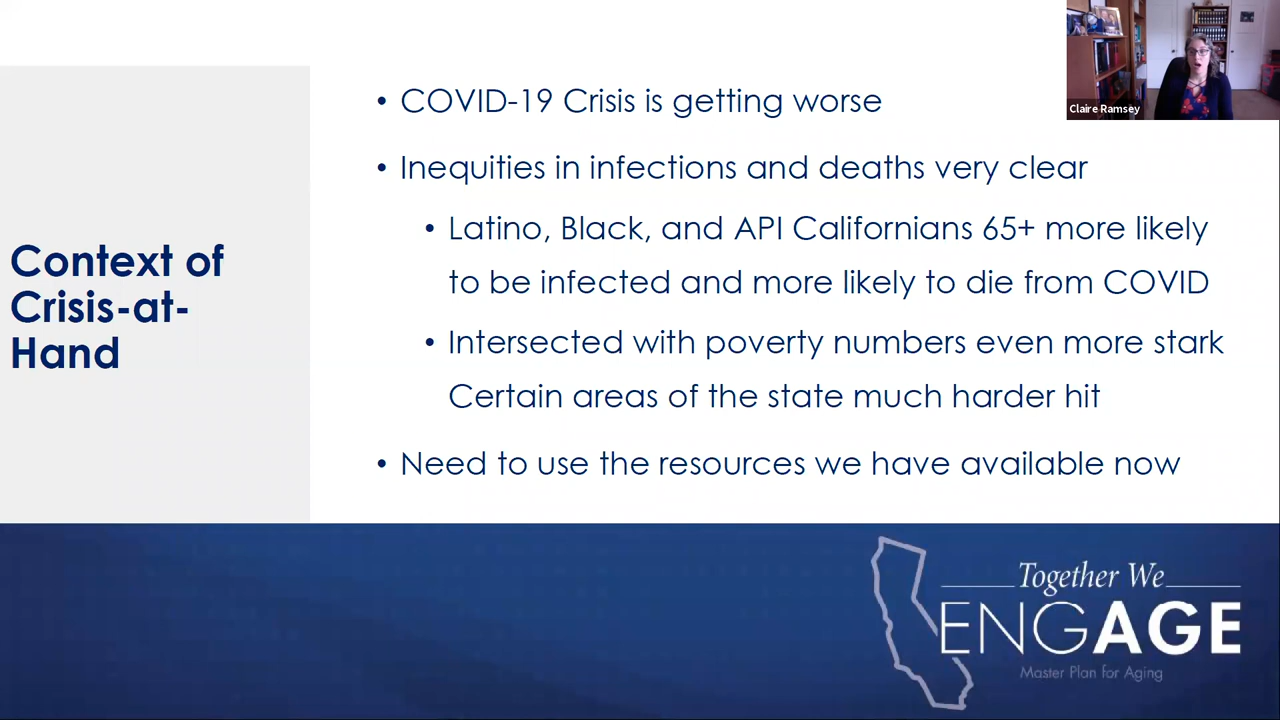 Claire Ramsey
Context of
Crisis-at-
Hand
• COVID-19 Crisis is getting worse
• Inequities in infections and deaths very clear
• Latino, Black, and API Californians 65+ more likely
to be infected and more likely to die from COVID
• Intersected with poverty numbers even more stark
Certain areas of the state much harder hit
• Need to use the resources we have available now
Together We
ENGAGE
Master Plan for Aging